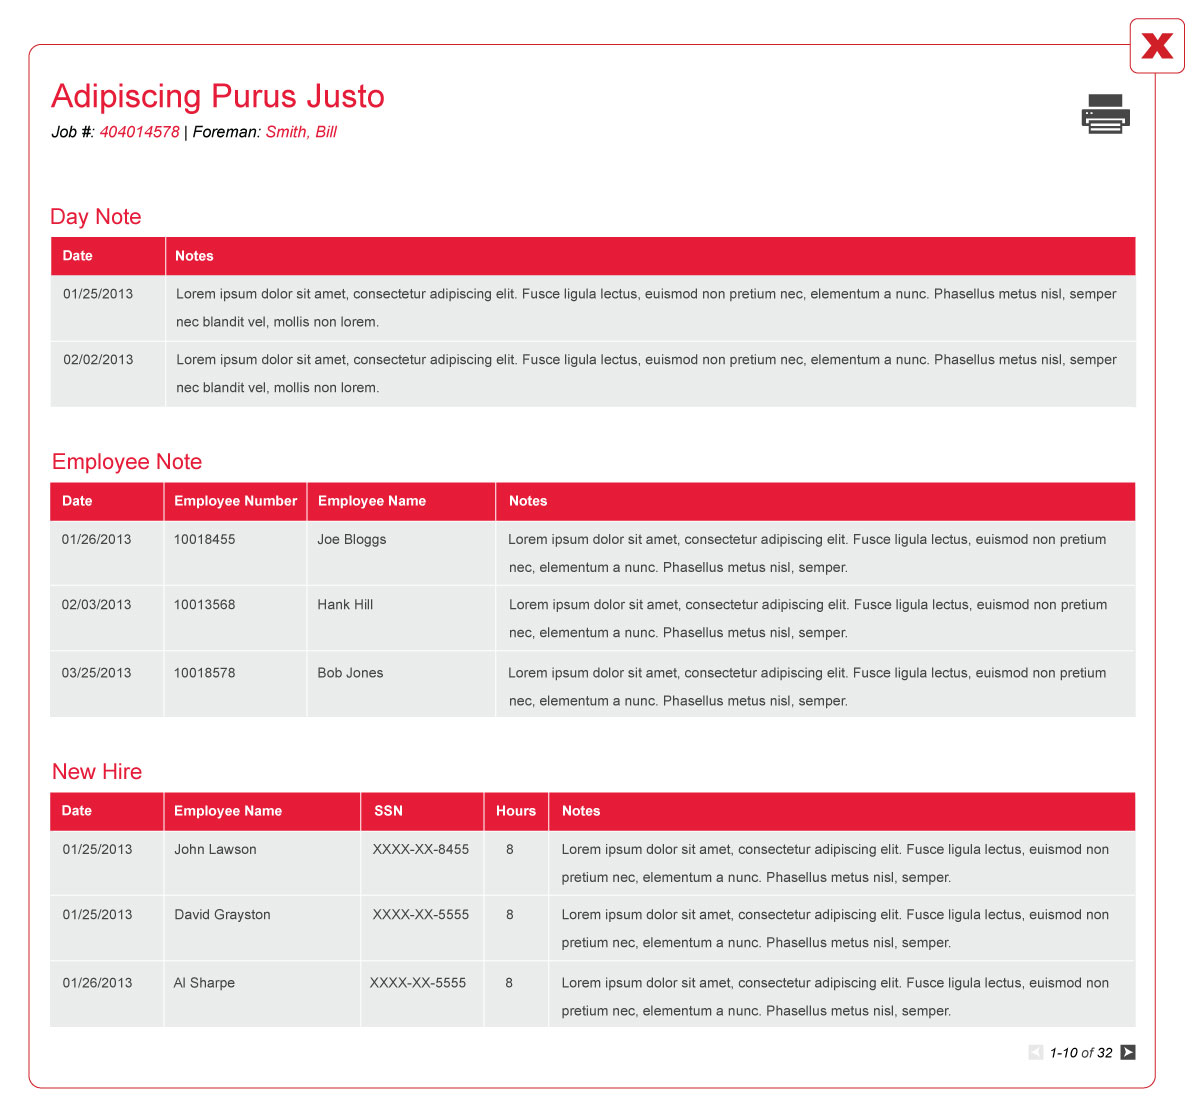 X
Adipiscing Purus Justo
Job #: 404014578 | Foreman: Smith, Bill
Day Note
Date Notes
01/25/2013 Lorem ipsum dolor sit amet, consectetur adipiscing elit. Fusce ligula lectus, euismod non pretium nec, elementum a nunc. Phasellus metus nisl, semper
nec blandit vel, mollis non lorem.
02/02/2013 Lorem ipsum dolor sit amet, consectetur adipiscing elit. Fusce ligula lectus, euismod non pretium nec, elementum a nunc. Phasellus metus nisl, semper
nec blandit vel, mollis non lorem.
Employee Note
Date Employee Number Employee Name Notes
01/26/2013 10018455 Joe Bloggs Lorem ipsum dolor sit amet, consectetur adipiscing elit. Fusce ligula lectus, euismod non pretium
nec, elementum a nunc. Phasellus metus nisl, semper.
02/03/2013 10013568 Hank Hill Lorem ipsum dolor sit amet, consectetur adipiscing elit. Fusce ligula lectus, euismod non pretium
nec, elementum a nunc. Phasellus metus nisl, semper.
03/25/2013 10018578 Bob Jones Lorem ipsum dolor sit amet, consectetur adipiscing elit. Fusce ligula lectus, euismod non pretium
nec, elementum a nunc. Phasellus metus nisl, semper.
New Hire
Date Employee Name SSN Hours Notes
01/25/2013 John Lawson XXXX-XX-8455 8 Lorem ipsum dolor sit amet, consectetur adipiscing elit. Fusce ligula lectus, euismod non
pretium nec, elementum a nunc. Phasellus metus nisl, semper.
01/25/2013 David Grayston XXXX-XX-5555 8 Lorem ipsum dolor sit amet, consectetur adipiscing elit. Fusce ligula lectus, euismod non
pretium nec, elementum a nunc. Phasellus metus nisl, semper.
01/26/2013 Al Sharpe XXXX-XX-5555 8 Lorem ipsum dolor sit amet, consectetur adipiscing elit. Fusce ligula lectus, euismod non
pretium nec, elementum a nunc. Phasellus metus nisl, semper.
1-10 of 32